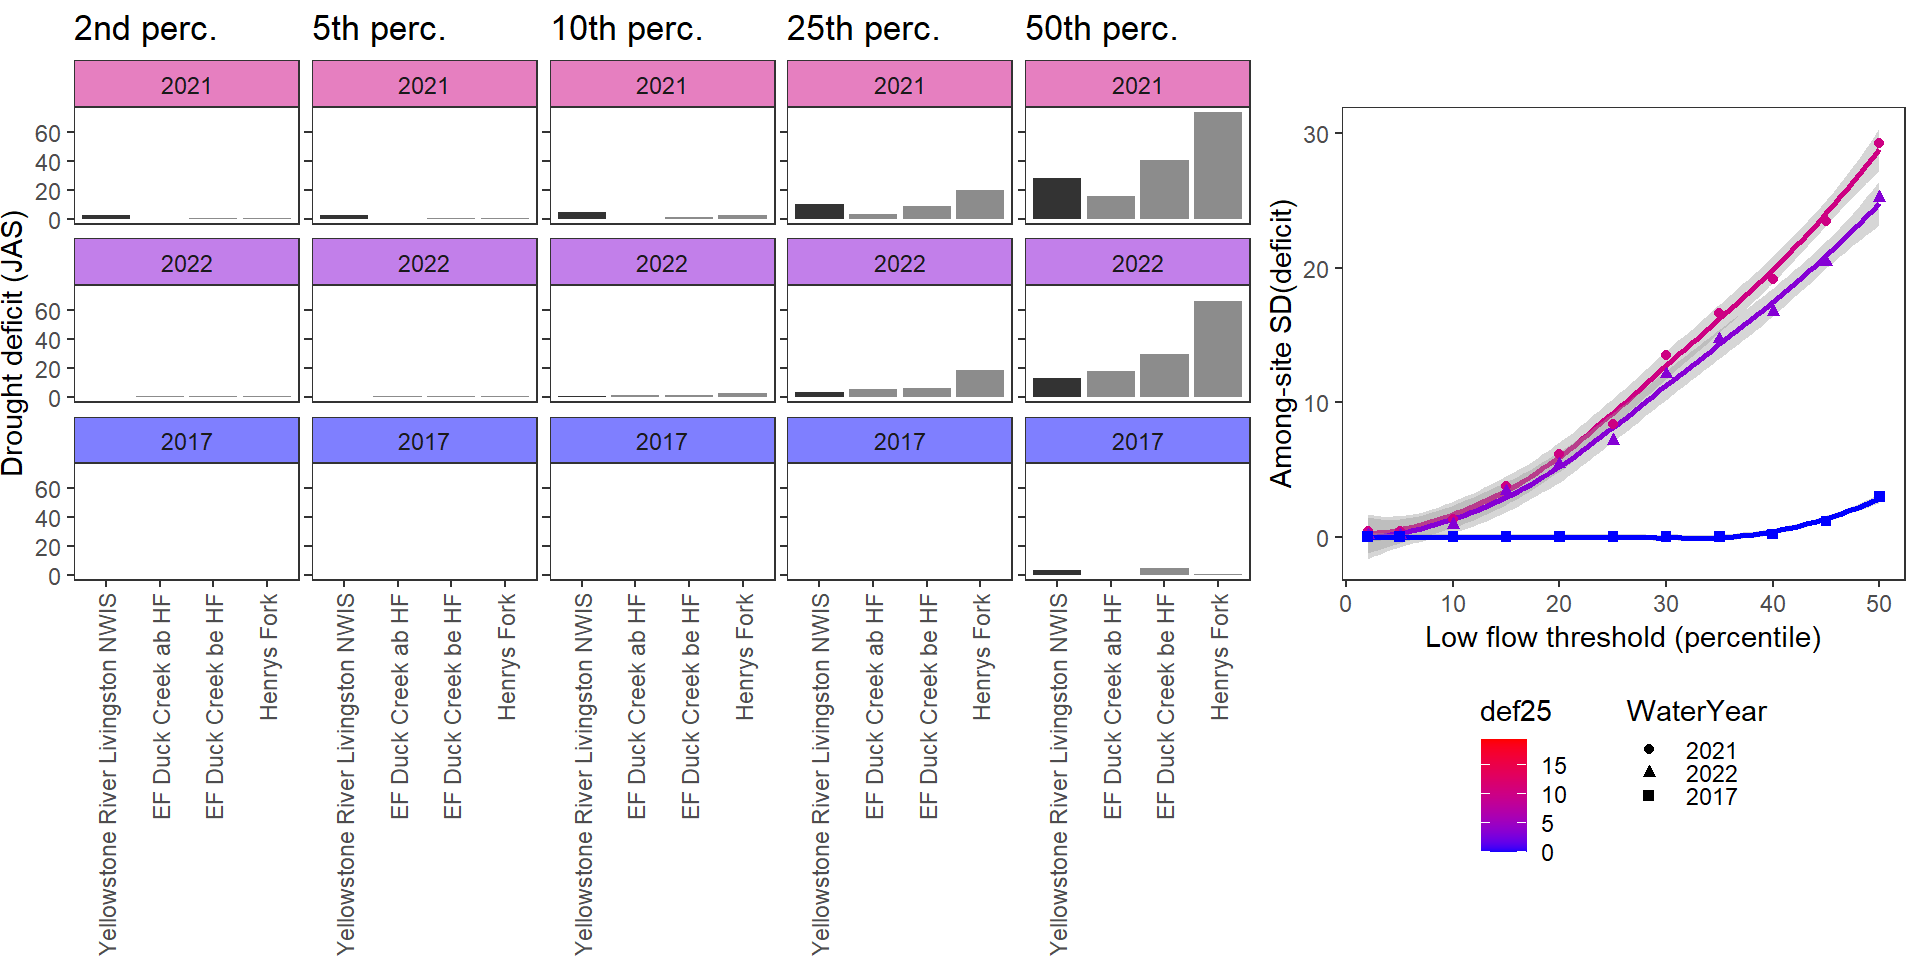 2nd perc.
5th perc.
10th perc.
25th perc.
50th perc.
2021
2021
2021
2021
2021
60
40
20
0
2022
2022
2022
2022
2022
60
40
20
0
2017
2017
2017
2017
2017
60
40
20
0
Drought deficit (JAS)
Yellowstone River Livingston NWIS
EF Duck Creek ab HF
EF Duck Creek be HF
Henrys Fork
Yellowstone River Livingston NWIS
EF Duck Creek ab HF
EF Duck Creek be HF
Henrys Fork
Yellowstone River Livingston NWIS
EF Duck Creek ab HF
EF Duck Creek be HF
Henrys Fork
Yellowstone River Livingston NWIS
EF Duck Creek ab HF
EF Duck Creek be HF
Henrys Fork
Yellowstone River Livingston NWIS
EF Duck Creek ab HF
EF Duck Creek be HF
Henrys Fork
Among-site SD(deficit)
30
20
10
0
0
10
20
30
40
50
Low flow threshold (percentile)
def25
15
10
5
0
WaterYear
2021
2022
2017